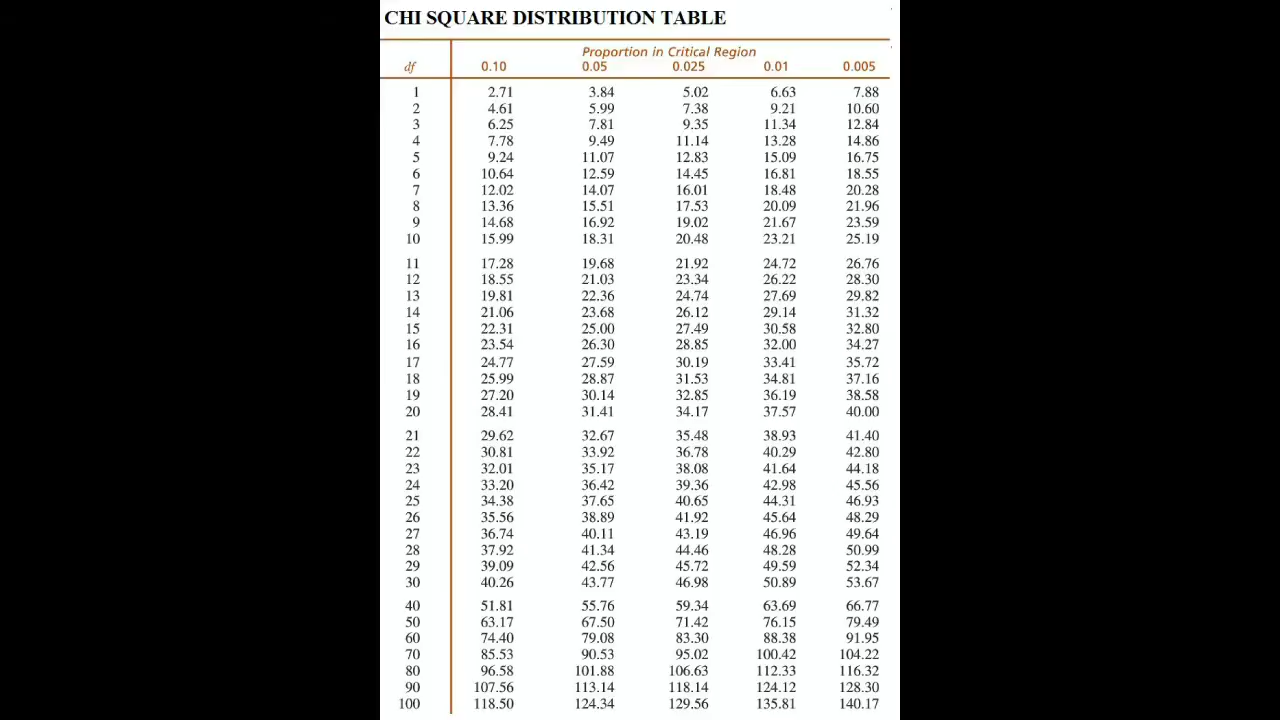 CHI SQUARE DISTRIBUTION TABLE
Proportion in Critical Region
df 0.10 0.05 0.025 0.01 0.005
1 2.71 3.84 5.02 6.63 7.88
2 4.61 5.99 7.38 9.21 10.60
3 6.25 7.81 9.35 11.34 12.84
4 7.78 9.49 11.14 13.28 14.86
5 9.24 11.07 12.83 15.09 16.75
6 10.64 12.59 14.45 16.81 18.55
7 12.02 14.07 16.01 18.48 20.28
8 13.36 15.51 17.53 20.09 21.96
9 14.68 16.92 19.02 21.67 23.59
10 15.99 18.31 20.48 23.21 25.19
11 17.28 19.68 21.92 24.72 26.76
12 18.55 21.03 23.34 26.22 28.30
13 19.81 22.36 24.74 27.69 29.82
14 21.06 23.68 26.12 29.14 31.32
15 22.31 25.00 27.49 30.58 32.80
16 23.54 26.30 28.85 32.00 34.27
17 24.77 27.59 30.19 33.41 35.72
18 25.99 28.87 31.53 34.81 37.16
19 27.20 30.14 32.85 36.19 38.58
20 28.41 31.41 34.17 37.57 40.00
21 29.62 32.67 35.48 38.93 41.40
22 30.81 33.92 36.78 40.29 42.80
23 32.01 35.17 38.08 41.64 44.18
24 33.20 36.42 39.36 42.98 45.56
25 34.38 37.65 40.65 44.31 46.93
26 35.56 38.89 41.92 45.64 48.29
27 36.74 40.11 43.19 46.96 49.64
28 37.92 41.34 44.46 48.28 50.99
29 39.09 42.56 45.72 49.59 52.34
30 40.26 43.77 46.98 50.89 53.67
40 51.81 55.76 59.34 63.69 66.77
50 63.17 67.50 71.42 76.15 79.49
60 74.40 79.08 83.30 88.38 91.95
70 85.53 90.53 95.02 100.42 104.22
80 96.58 101.88 106.63 112.33 116.32
90 107.56 113.14 118.14 124.12 128.30
100 118.50 124.34 129.56 135.81 140.17